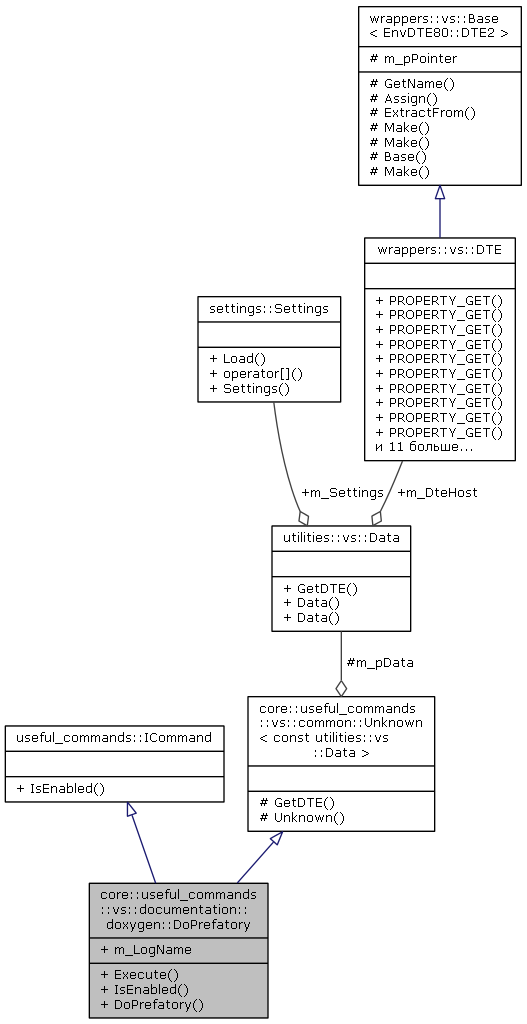 wrappers::vs::Base
< EnvDTE80::DTE2 >
# m_pPointer
# GetName()
# Assign()
# ExtractFrom()
# Make()
# Make()
# Base()
# Make()
wrappers::vs::DTE
+ PROPERTY_GET()
+ PROPERTY_GET()
+ PROPERTY_GET()
+ PROPERTY_GET()
+ PROPERTY_GET()
+ PROPERTY_GET()
+ PROPERTY_GET()
+ PROPERTY_GET()
+ PROPERTY_GET()
+ PROPERTY_GET()
и 11 больше...
settings::Settings
+ Load()
+ operator[]()
+ Settings()
+m_Settings
+m_DteHost
utilities::vs::Data
+ GetDTE()
+ Data()
+ Data()
#m_pData
core::useful_commands
::vs::common::Unknown
< const utilities::vs
::Data >
# GetDTE()
# Unknown()
useful_commands::ICommand
+ IsEnabled()
core::useful_commands
::vs::documentation::
doxygen::DoPrefatory
+ m_LogName
+ Execute()
+ IsEnabled()
+ DoPrefatory()